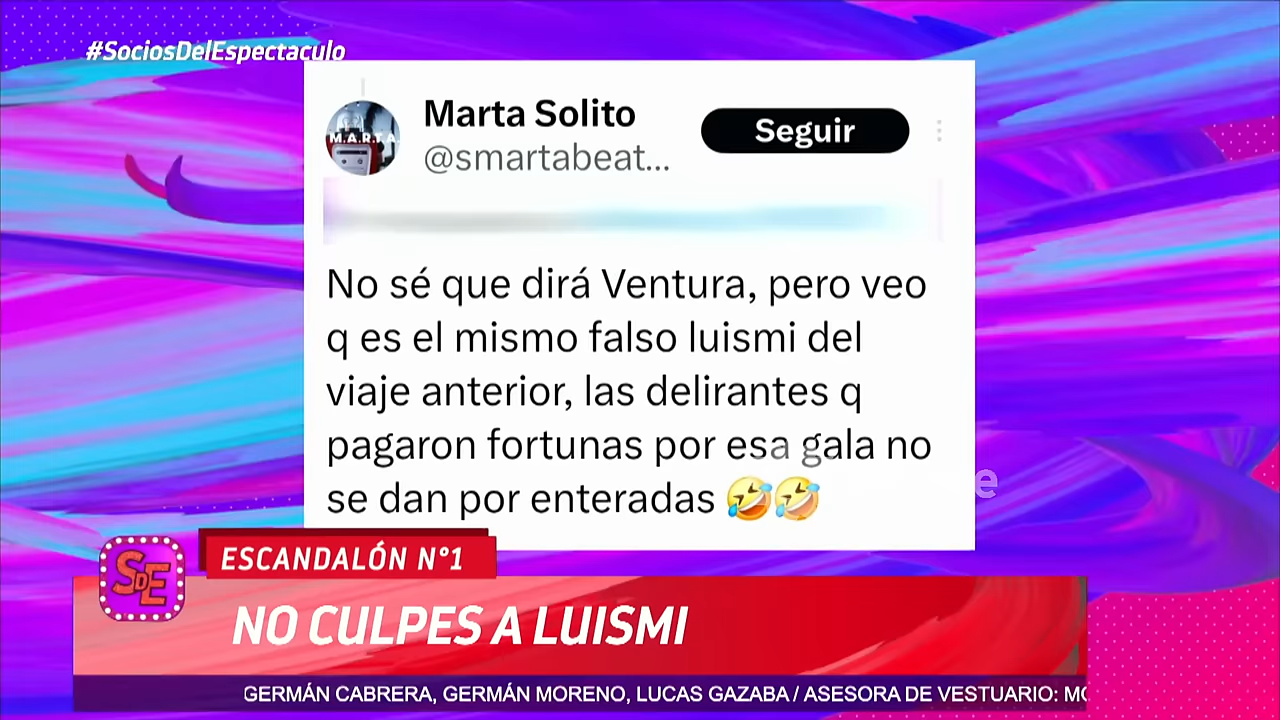 #SociosDelEspectaculo
Marta Solito
Seguir
@smartabeat...
M.A.R.T.A
No sé que dirá Ventura, pero veo
q es el mismo falso luismi del
viaje anterior, las delirantes q
pagaron fortunas por esa gala no
se dan por enteradas 🤣🤣
ESCANDALÓN Nº1
SDE
NO CULPES A LUISMI
GERMÁN CABRERA, GERMÁN MORENO, LUCAS GAZABA / ASESORA DE VESTUARIO: